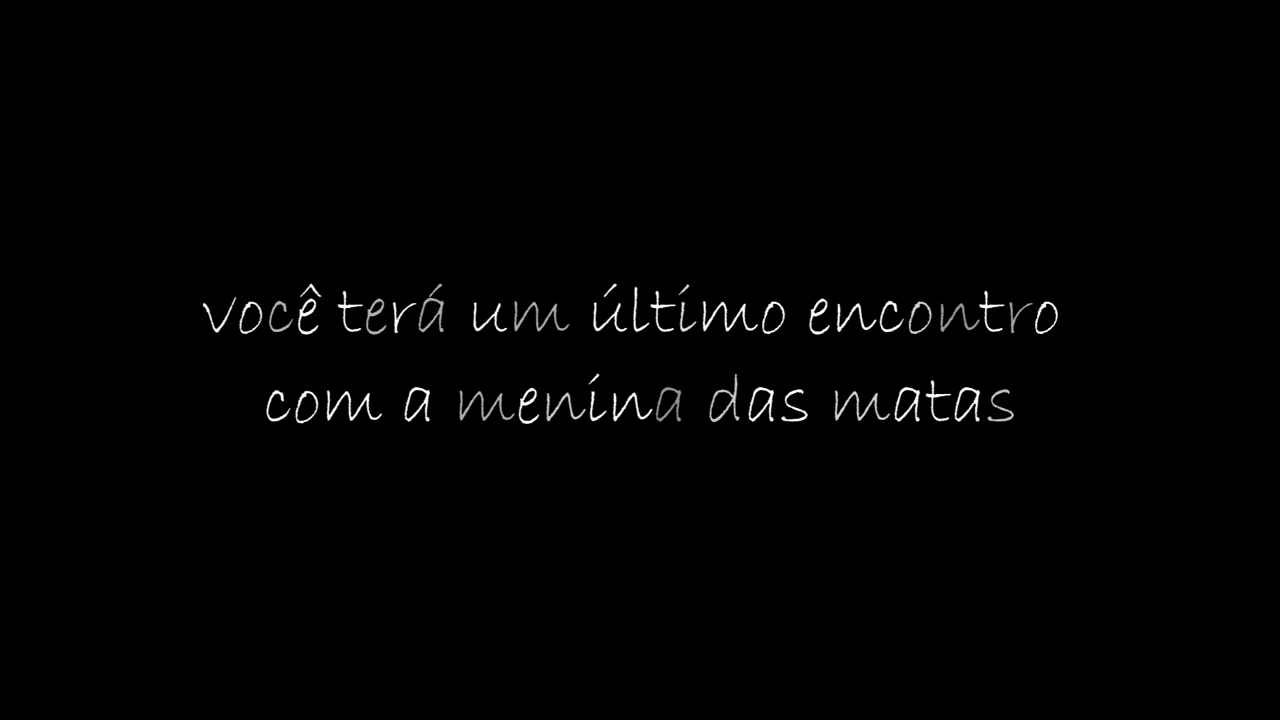 você terá um último encontro
com a menina das matas